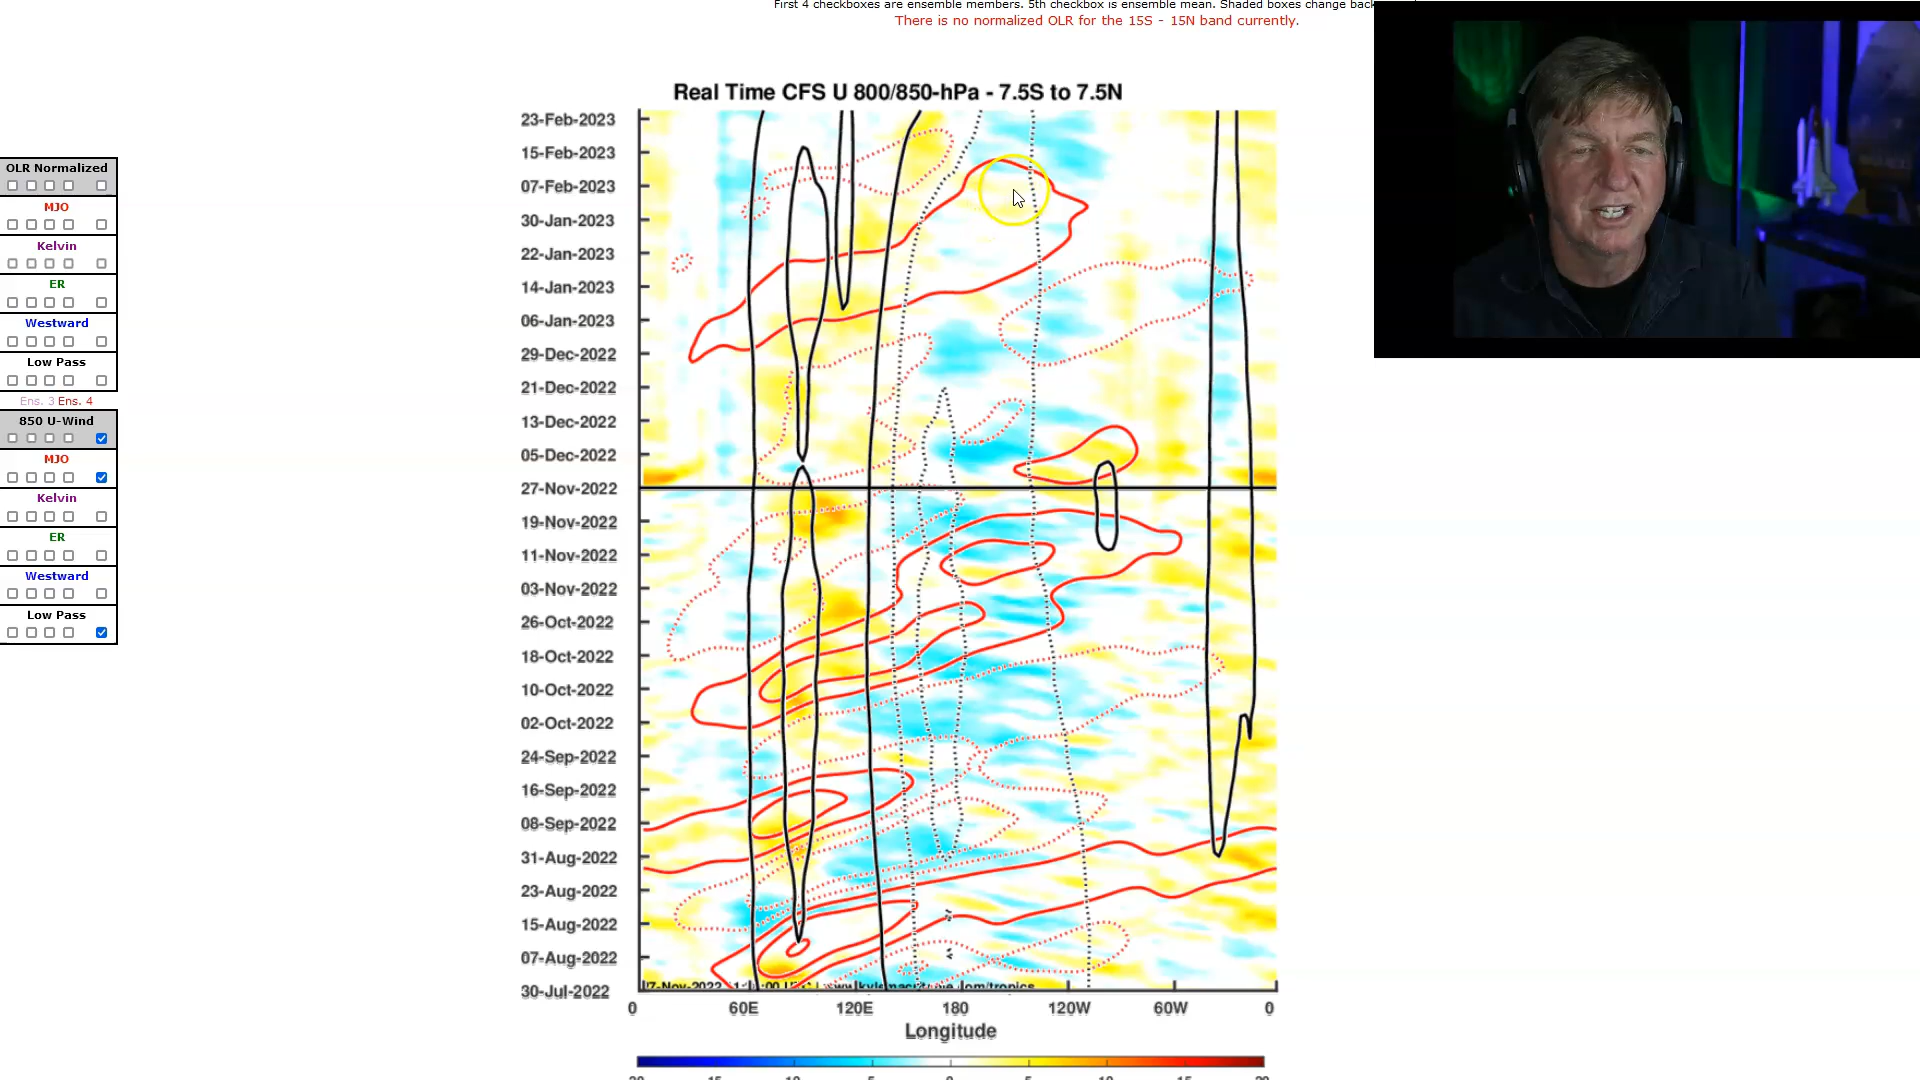 First 4 checkboxes are ensemble members. 5th checkbox is ensemble mean. Shaded boxes change
There is no normalized OLR for the 15S - 15N band currently.
OLR Normalized
MJO
Kelvin
ER
Westward
Low Pass
Ens. 3 Ens. 4
850 U-Wind
MJO
Kelvin
ER
Westward
Low Pass
Real Time CFS U 800/850-hPa - 7.5S to 7.5N
23-Feb-2023
15-Feb-2023
07-Feb-2023
30-Jan-2023
22-Jan-2023
14-Jan-2023
06-Jan-2023
29-Dec-2022
21-Dec-2022
13-Dec-2022
05-Dec-2022
27-Nov-2022
19-Nov-2022
11-Nov-2022
03-Nov-2022
26-Oct-2022
18-Oct-2022
10-Oct-2022
02-Oct-2022
24-Sep-2022
16-Sep-2022
08-Sep-2022
31-Aug-2022
23-Aug-2022
15-Aug-2022
07-Aug-2022
30-Jul-2022
0 60E 120E 180 120W 60W 0
Longitude